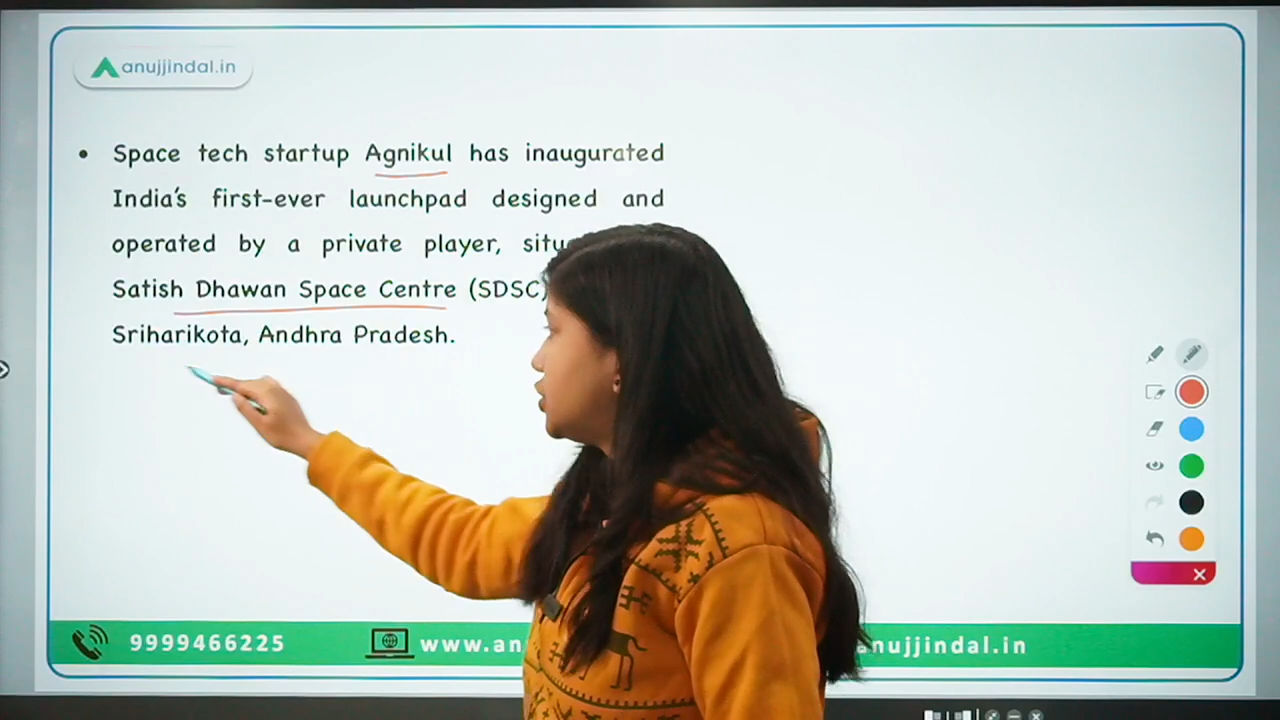 anujjindal.in
• Space tech startup Agnikul has inaugurated
India's first-ever launchpad designed and
operated by a private player,
Satish Dhawan Space Centre (SDSC)
Sriharikota, Andhra Pradesh.
9999466225 www.an nujjindal.in